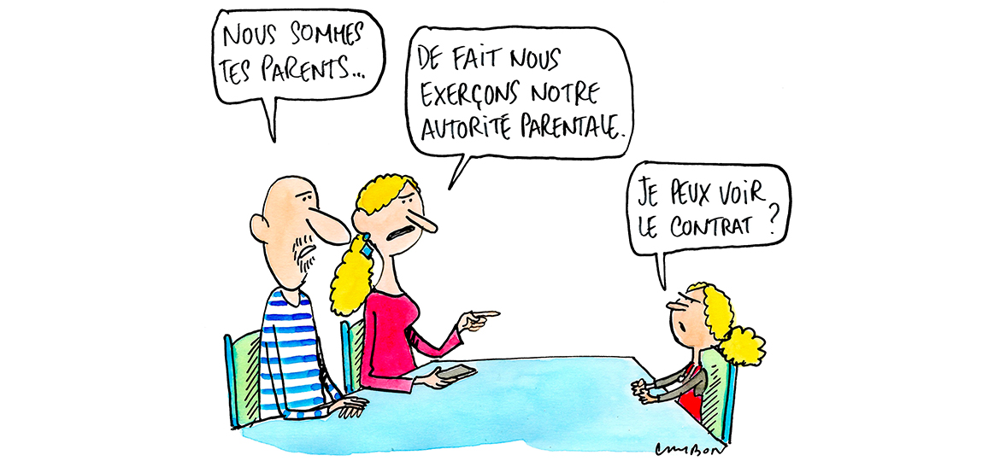 NOUS SOMMES
TES PARENTS...
DE FAIT NOUS
EXERÇONS NOTRE
AUTORITÉ PARENTALE.
JE PEUX VOIR
LE CONTRAT ?